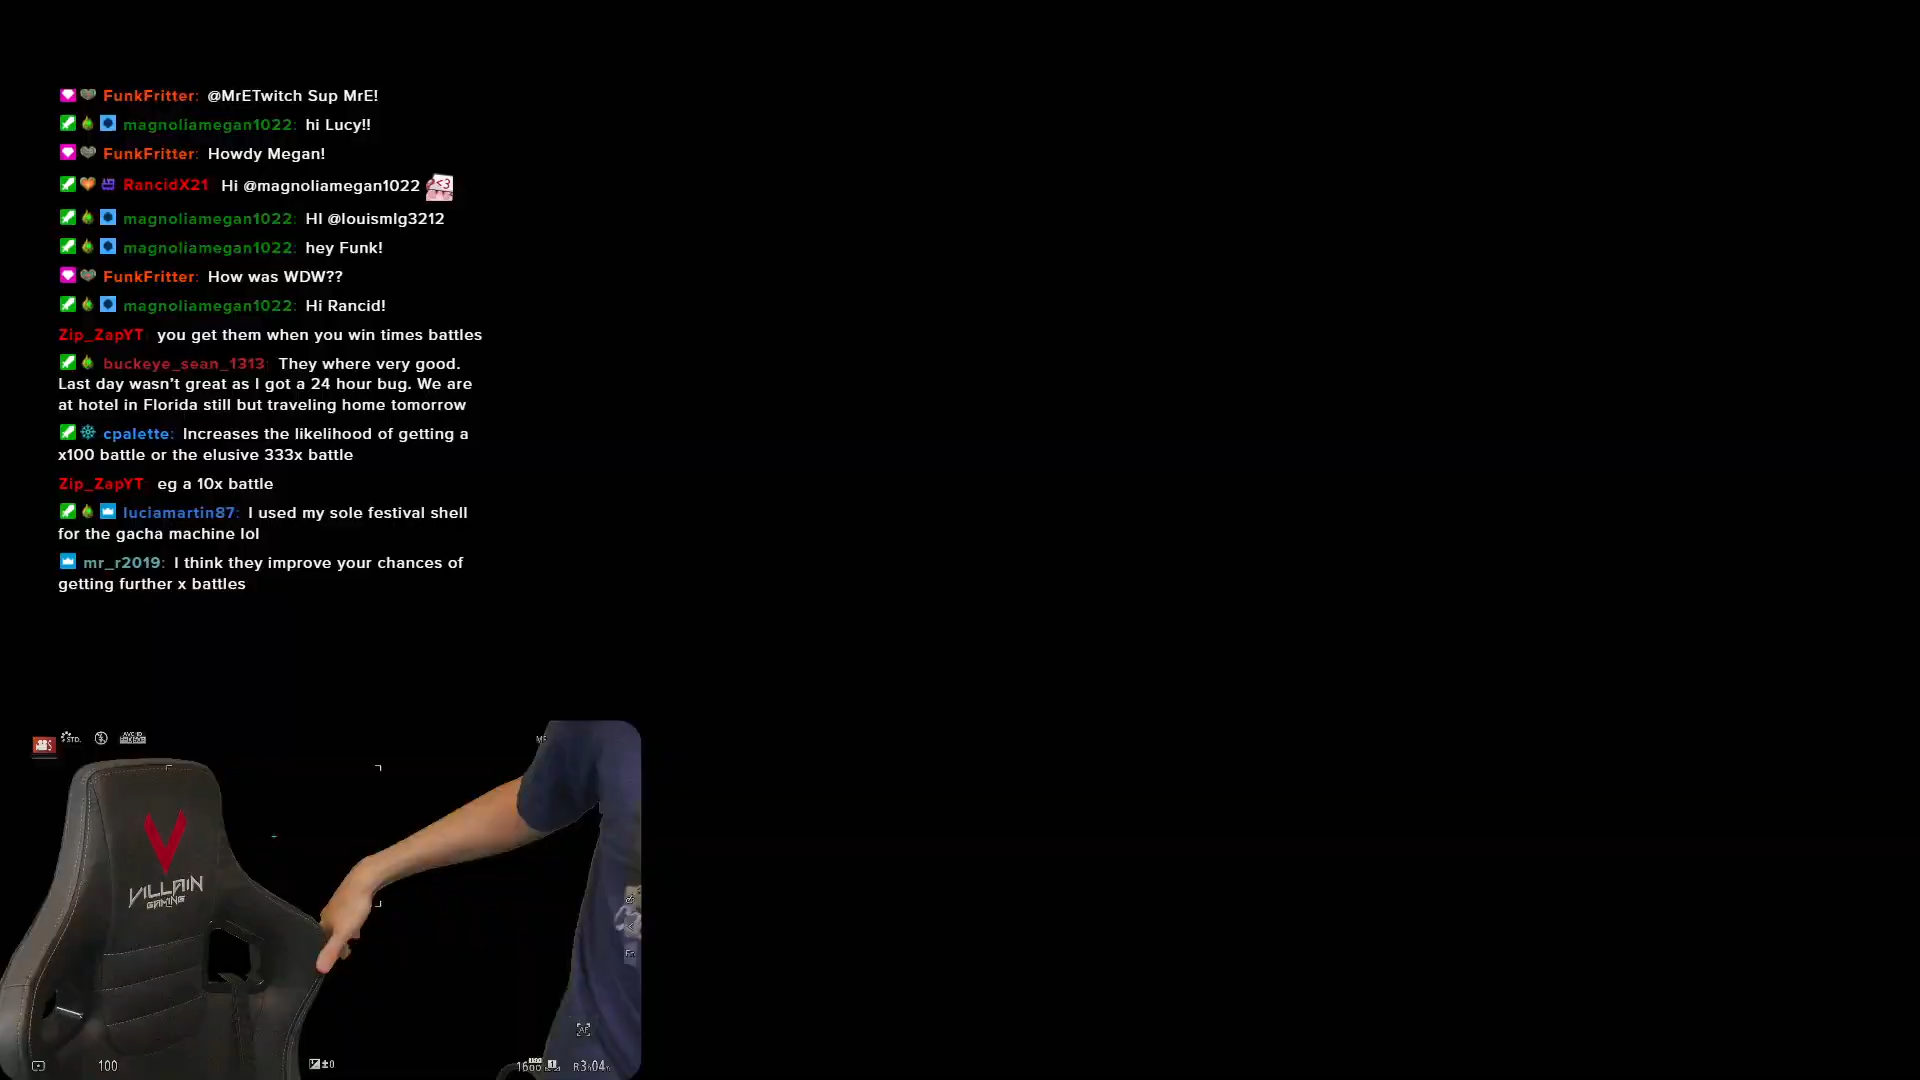 FunkFritter: @MrETwitch Sup MrE!
magnoliamegan1022: hi Lucy!!
FunkFritter: Howdy Megan!
RancidX21 Hi @magnoliamegan1022 <3
magnoliamegan1022: HI @louismlg3212
magnoliamegan1022: hey Funk!
FunkFritter: How was WDW??
magnoliamegan1022: Hi Rancid!
Zip_ZapYT you get them when you win times battles
buckeye_sean_1313: They where very good.
Last day wasn't great as I got a 24 hour bug. We are
at hotel in Florida still but traveling home tomorrow
cpalette: Increases the likelihood of getting a
x100 battle or the elusive 333x battle
Zip_ZapYT eg a 10x battle
luciamartin87: I used my sole festival shell
for the gacha machine lol
mr_r2019: I think they improve your chances of
getting further x battles
STD.
V
VILLAIN
GAMING
AF
100 ±0 1600